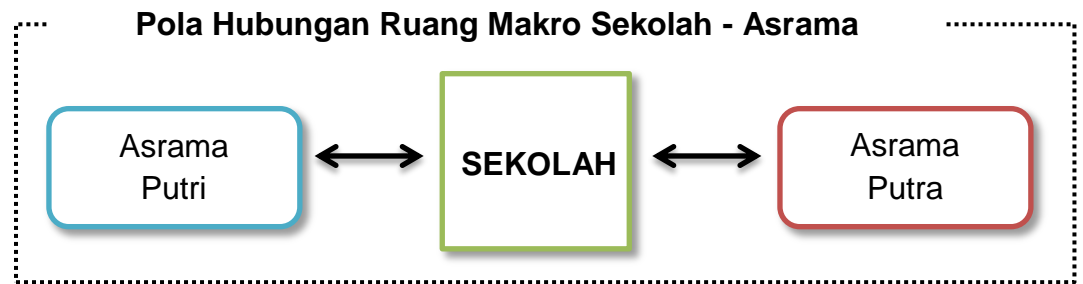 Pola Hubungan Ruang Makro Sekolah - Asrama
Asrama
Putri
SEKOLAH
Asrama
Putra